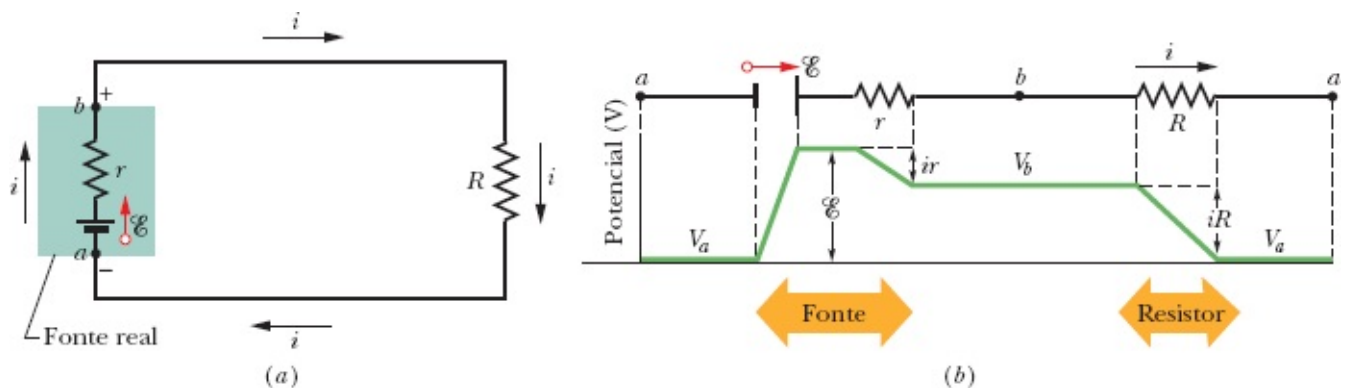 i
b
+
i
r
ℰ
R
i
a
−
Fonte real
i
(a)
Potencial (V)
a
ℰ
r
b
i
R
a
ir
V_b
ℰ
iR
V_a
V_a
Fonte
Resistor
(b)